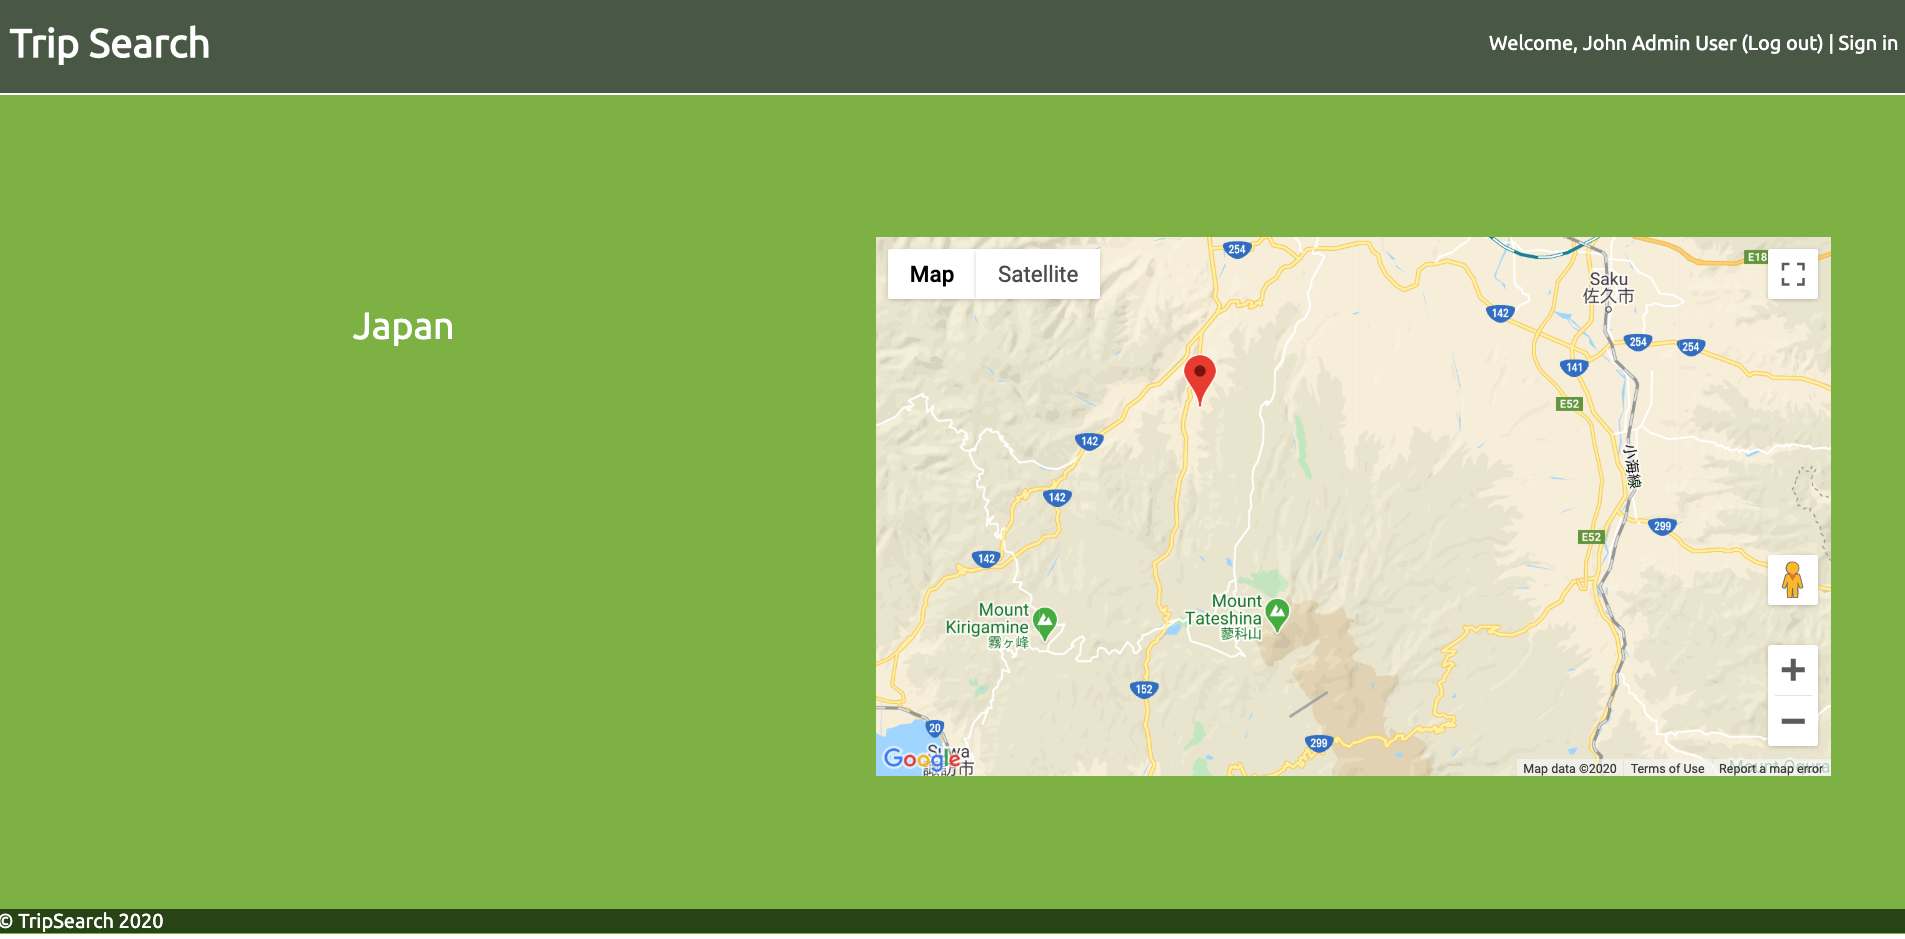 Trip Search
Welcome, John Admin User (Log out) | Sign in
Japan
Map
Satellite
254
E18
Saku
佐久市
142
254
254
141
E52
142
小海線
142
299
E52
142
Mount
Kirigamine
霧ヶ峰
Mount
Tateshina
蓼科山
152
20
Suwa
諏訪市
299
Google
Map data ©2020
Terms of Use
Report a map error
© TripSearch 2020